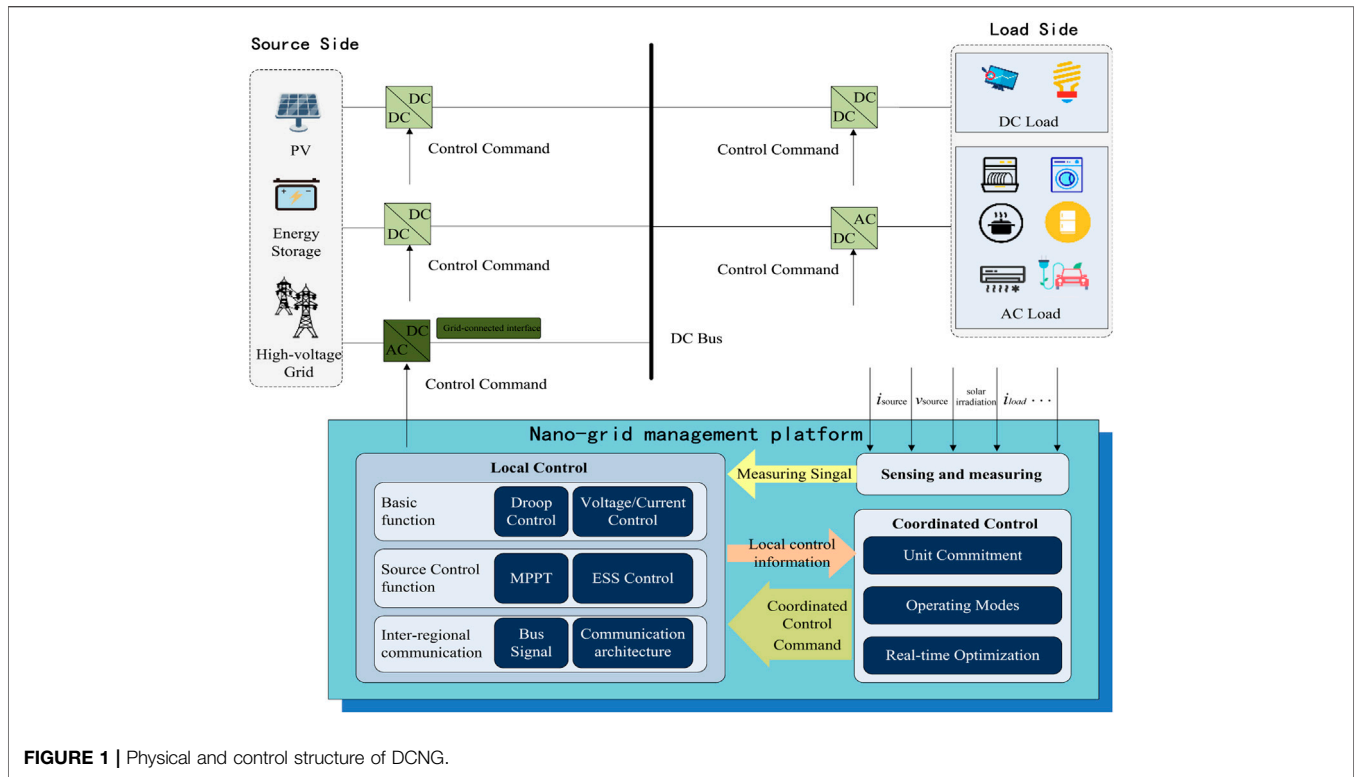 Source Side
Load Side
PV
Energy
Storage
High-voltage
Grid
DC
DC
Control Command
DC
DC
Control Command
DC
AC
Grid-connected interface
Control Command
DC Bus
DC
DC
Control Command
AC
DC
Control Command
DC Load
AC Load
i source
v source
solar
irradiation
i load ...
Nano-grid management platform
Local Control
Basic
function
Droop
Control
Voltage/Current
Control
Source Control
function
MPPT
ESS Control
Inter-regional
communication
Bus
Signal
Communication
architecture
Measuring Singal
Sensing and measuring
Local control
information
Coordinated
Control
Command
Coordinated Control
Unit Commitment
Operating Modes
Real-time Optimization
FIGURE 1 | Physical and control structure of DCNG.